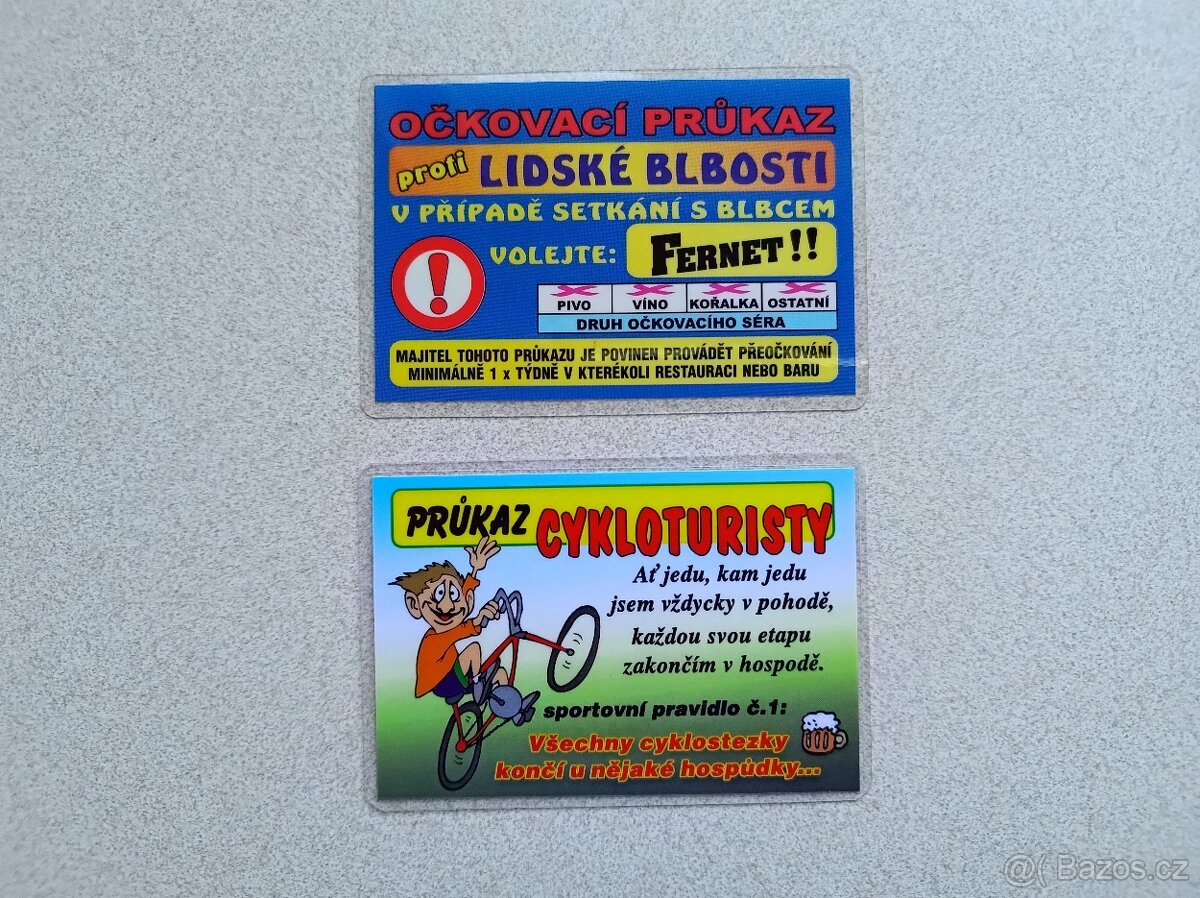 OČKOVACÍ PRŮKAZ
proti LIDSKÉ BLBOSTI
V PŘÍPADĚ SETKÁNÍ S BLBCEM
VOLEJTE: FERNET!!
PIVO VÍNO KOŘALKA OSTATNÍ
DRUH OČKOVACÍHO SÉRA
MAJITEL TOHOTO PRŮKAZU JE POVINEN PROVÁDĚT PŘEOČKOVÁNÍ
MINIMÁLNĚ 1 x TÝDNĚ V KTERÉKOLI RESTAURACI NEBO BARU
PRŮKAZ CYKLOTURISTY
Ať jedu, kam jedu
jsem vždycky v pohodě,
každou svou etapu
zakončím v hospodě.
sportovní pravidlo č.1:
Všechny cyklostezky
končí u nějaké hospůdky...
@( Bazos.cz